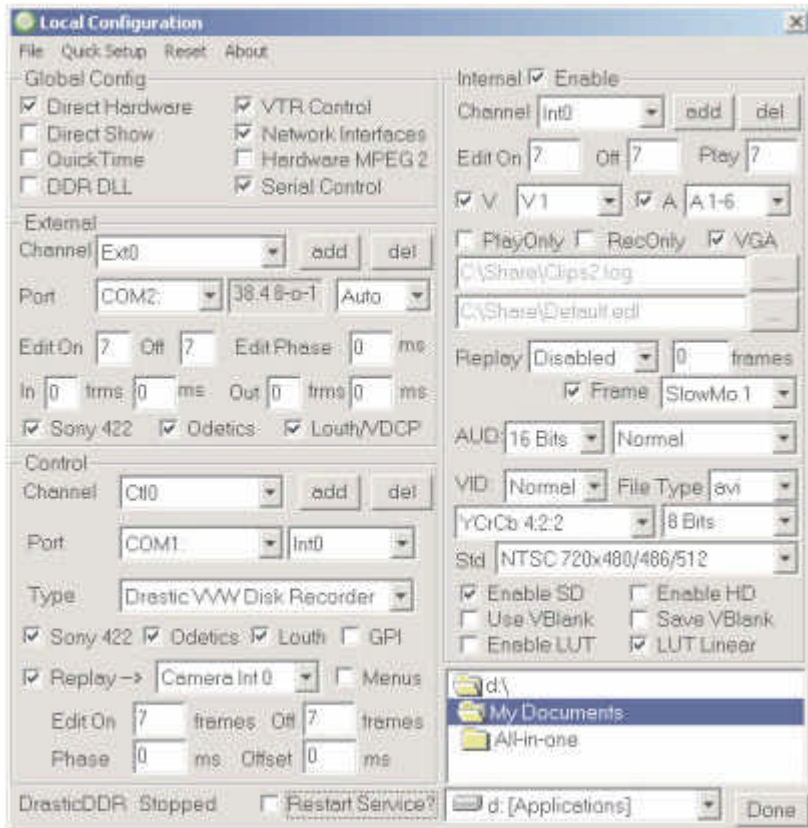 Local Configuration
File Quick Setup Reset About
Global Config
Direct Hardware VTR Control
Direct Show Network Interfaces
QuickTime Hardware MPEG 2
DDR DLL Serial Control
External
Channel Ext0 add del
Port COM2: 38.4 8-o-1 Auto
Edit On 7 Off 7 Edit Phase 0 ms
In 0 frms 0 ms Out 0 frms 0 ms
Sony 422 Odetics Louth/VDCP
Control
Channel Ctl0 add del
Port COM1: Int0
Type Drastic VVW Disk Recorder
Sony 422 Odetics Louth GPI
Replay -> Camera Int 0 Menus
Edit On 7 frames Off 7 frames
Phase 0 ms Offset 0 ms
DrasticDDR Stopped Restart Service?
Internal Enable
Channel Int0 add del
Edit On 7 Off 7 Play 7
V V 1 A A 1-6
PlayOnly RecOnly VGA
C:\Share\Clips2.log ...
C:\Share\Default.edl ...
Replay Disabled 0 frames
Frame SlowMo 1
AUD: 16 Bits Normal
VID: Normal File Type avi
YCrCb 4:2:2 8 Bits
Std NTSC 720x480/486/512
Enable SD Enable HD
Use VBlank Save VBlank
Enable LUT LUT Linear
d:\
My Documents
All-in-one
d: [Applications] Done